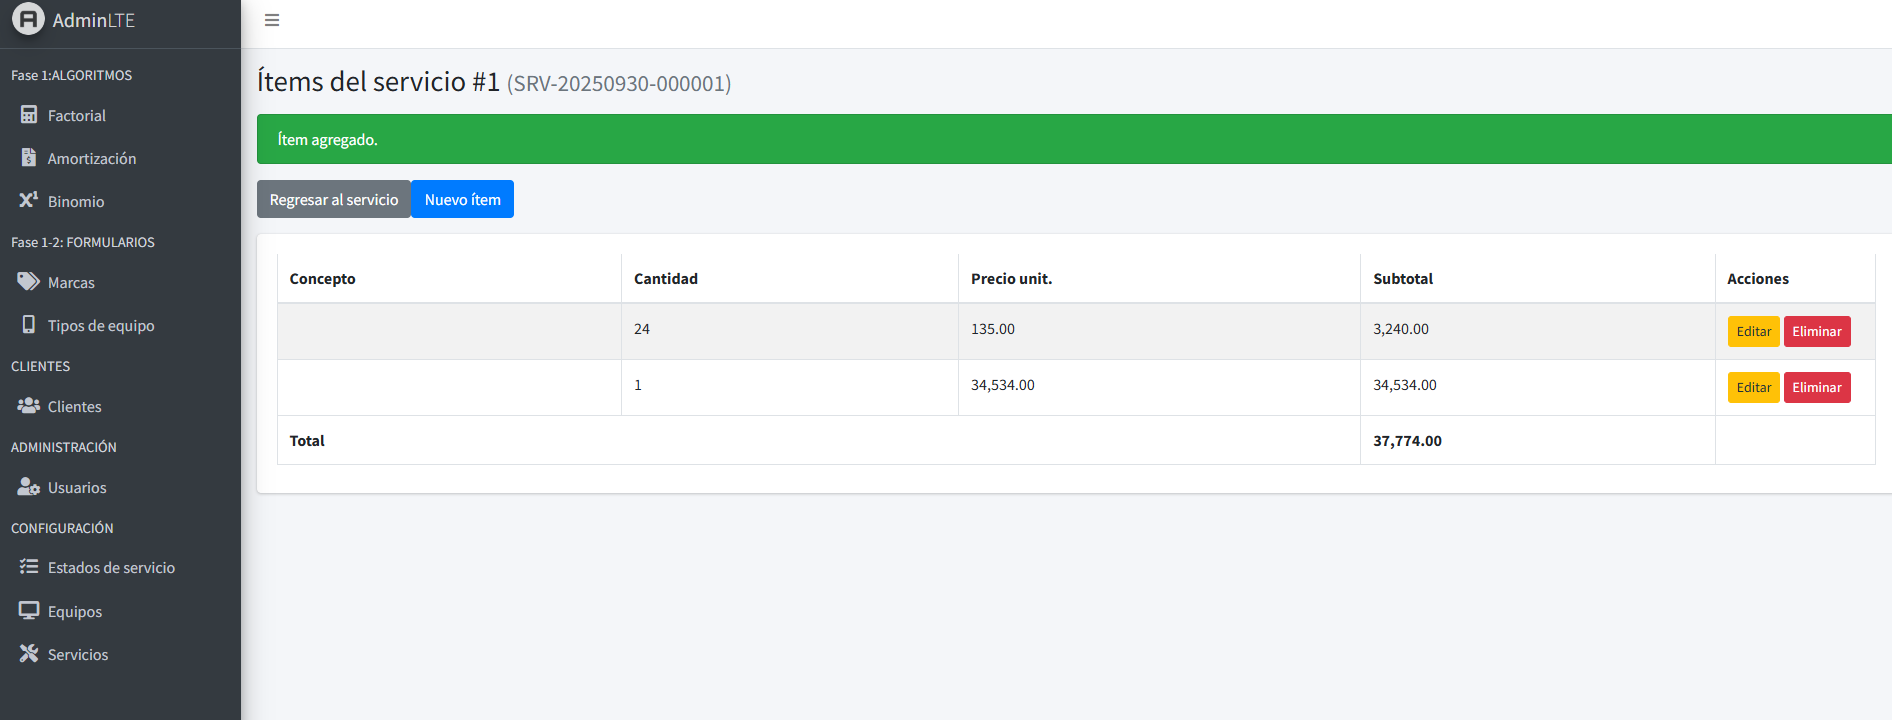 AdminLTE
Fase 1:ALGORITMOS
Factorial
Amortización
Binomio
Fase 1-2: FORMULARIOS
Marcas
Tipos de equipo
CLIENTES
Clientes
ADMINISTRACIÓN
Usuarios
CONFIGURACIÓN
Estados de servicio
Equipos
Servicios
Ítems del servicio #1 (SRV-20250930-000001)
Ítem agregado.
Regresar al servicio Nuevo ítem
Concepto Cantidad Precio unit. Subtotal Acciones
24 135.00 3,240.00 Editar Eliminar
1 34,534.00 34,534.00 Editar Eliminar
Total 37,774.00